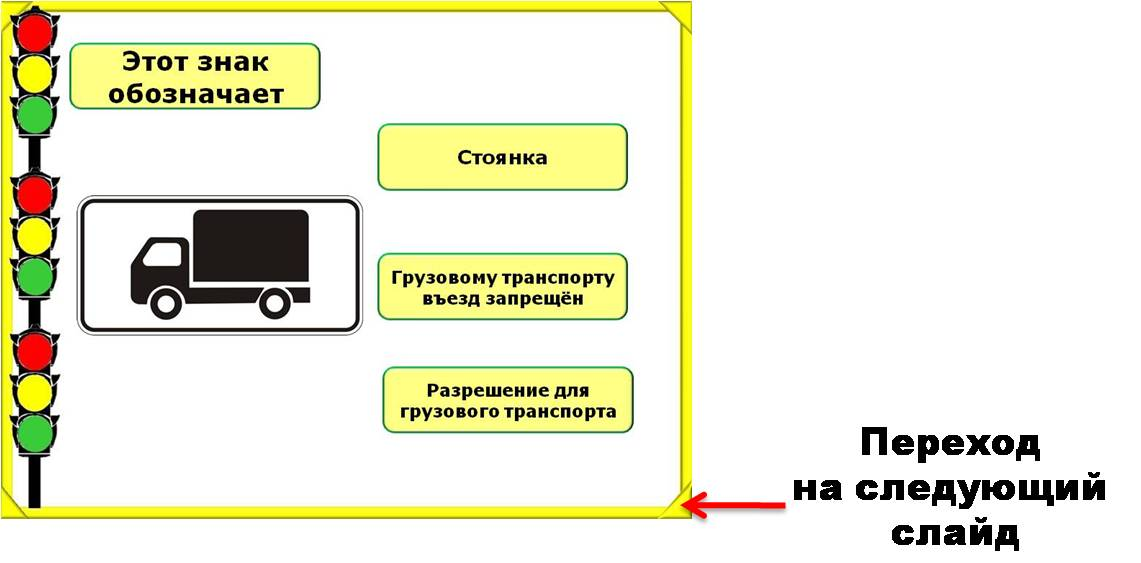 Этот знак
обозначает
Стоянка
Грузовому транспорту
въезд запрещён
Разрешение для
грузового транспорта
Переход
на следующий
слайд